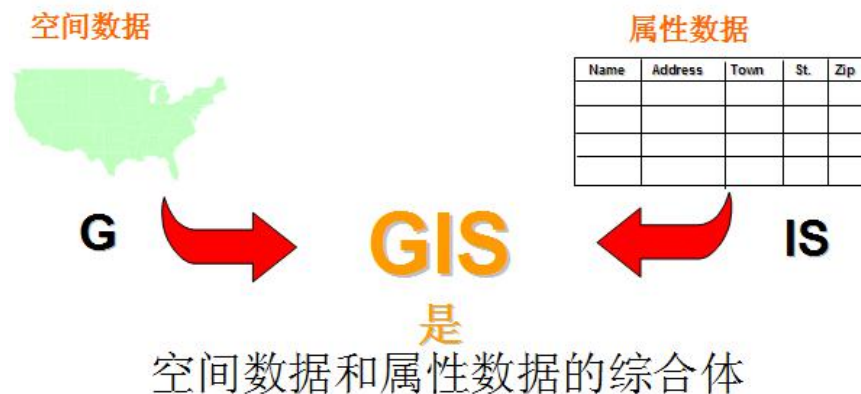 空间数据
属性数据
Name Address Town St. Zip
G
GIS
IS
是
空间数据和属性数据的综合体